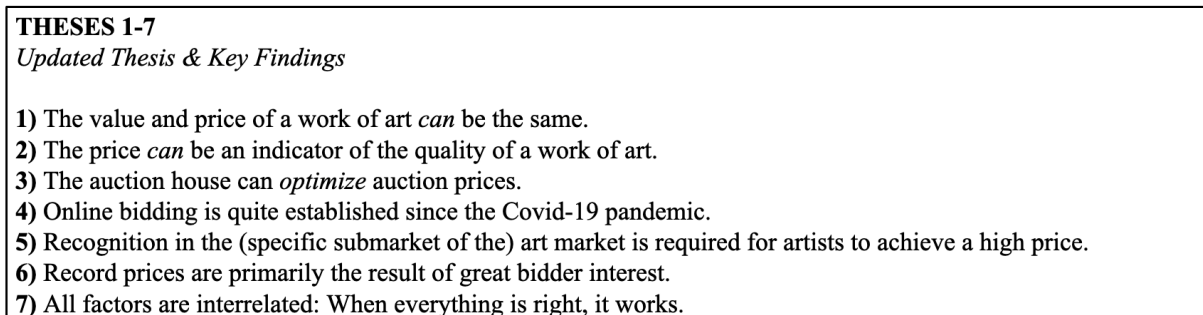 THESES 1-7
Updated Thesis & Key Findings
1) The value and price of a work of art can be the same.
2) The price can be an indicator of the quality of a work of art.
3) The auction house can optimize auction prices.
4) Online bidding is quite established since the Covid-19 pandemic.
5) Recognition in the (specific submarket of the) art market is required for artists to achieve a high price.
6) Record prices are primarily the result of great bidder interest.
7) All factors are interrelated: When everything is right, it works.